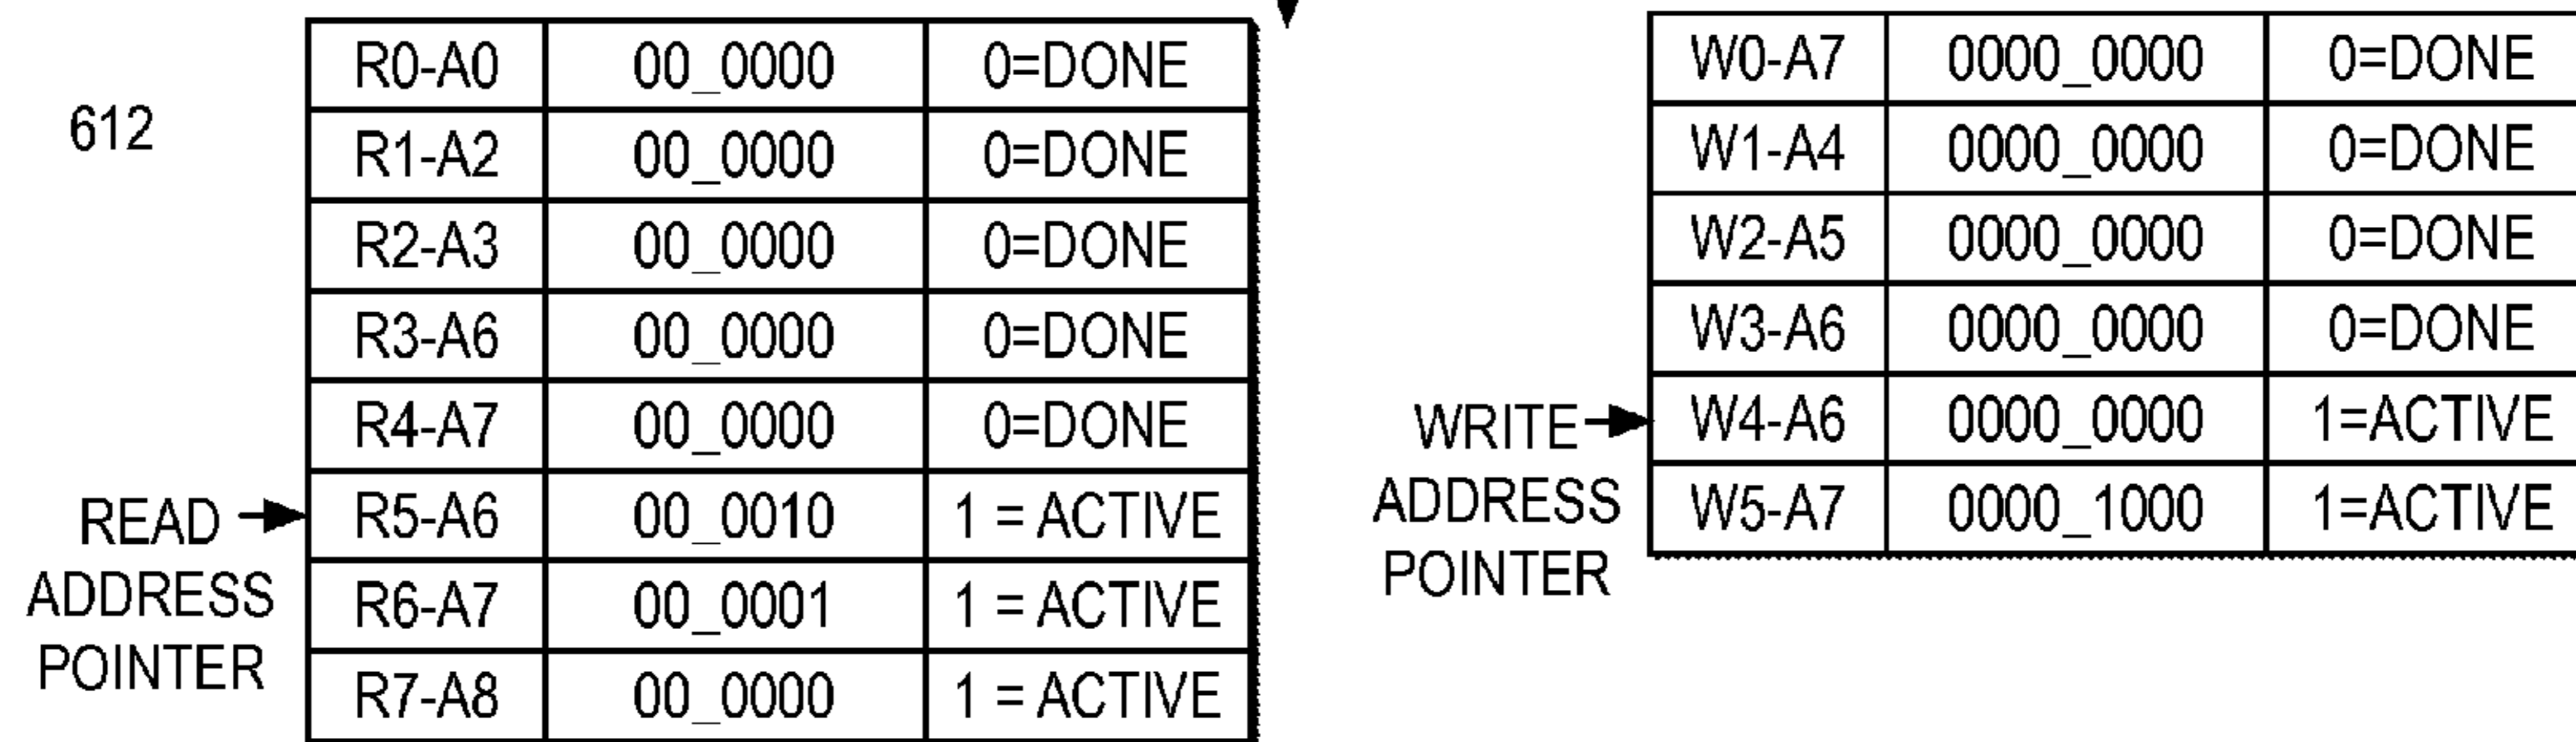 612
R0-A0 00_0000 0=DONE
R1-A2 00_0000 0=DONE
R2-A3 00_0000 0=DONE
R3-A6 00_0000 0=DONE
R4-A7 00_0000 0=DONE
READ R5-A6 00_0010 1 = ACTIVE
ADDRESS R6-A7 00_0001 1 = ACTIVE
POINTER R7-A8 00_0000 1 = ACTIVE
W0-A7 0000_0000 0=DONE
W1-A4 0000_0000 0=DONE
W2-A5 0000_0000 0=DONE
W3-A6 0000_0000 0=DONE
WRITE W4-A6 0000_0000 1=ACTIVE
ADDRESS W5-A7 0000_1000 1=ACTIVE
POINTER